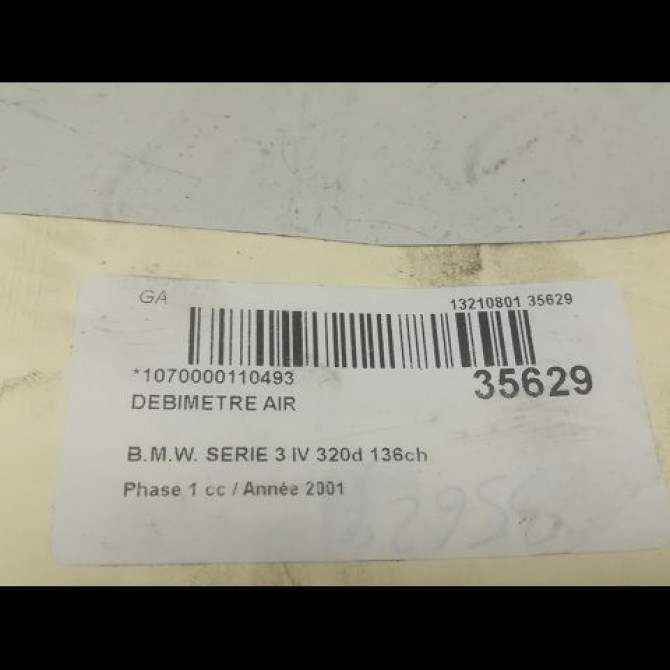 GA
13210801 35629
*1070000110493
35629
DEBIMETRE AIR
B.M.W. SERIE 3 IV 320d 136ch
Phase 1 cc / Année 2001